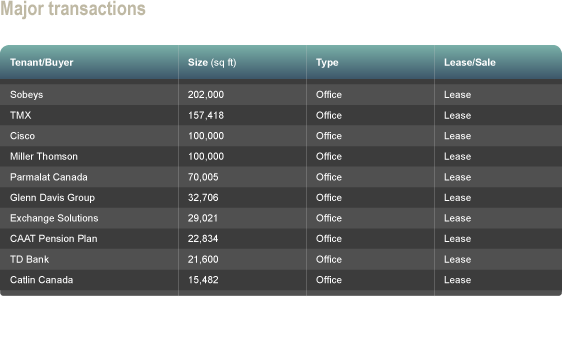 Major transactions
Tenant/Buyer Size (sq ft) Type Lease/Sale
Sobeys 202,000 Office Lease
TMX 157,418 Office Lease
Cisco 100,000 Office Lease
Miller Thomson 100,000 Office Lease
Parmalat Canada 70,005 Office Lease
Glenn Davis Group 32,706 Office Lease
Exchange Solutions 29,021 Office Lease
CAAT Pension Plan 22,834 Office Lease
TD Bank 21,600 Office Lease
Catlin Canada 15,482 Office Lease